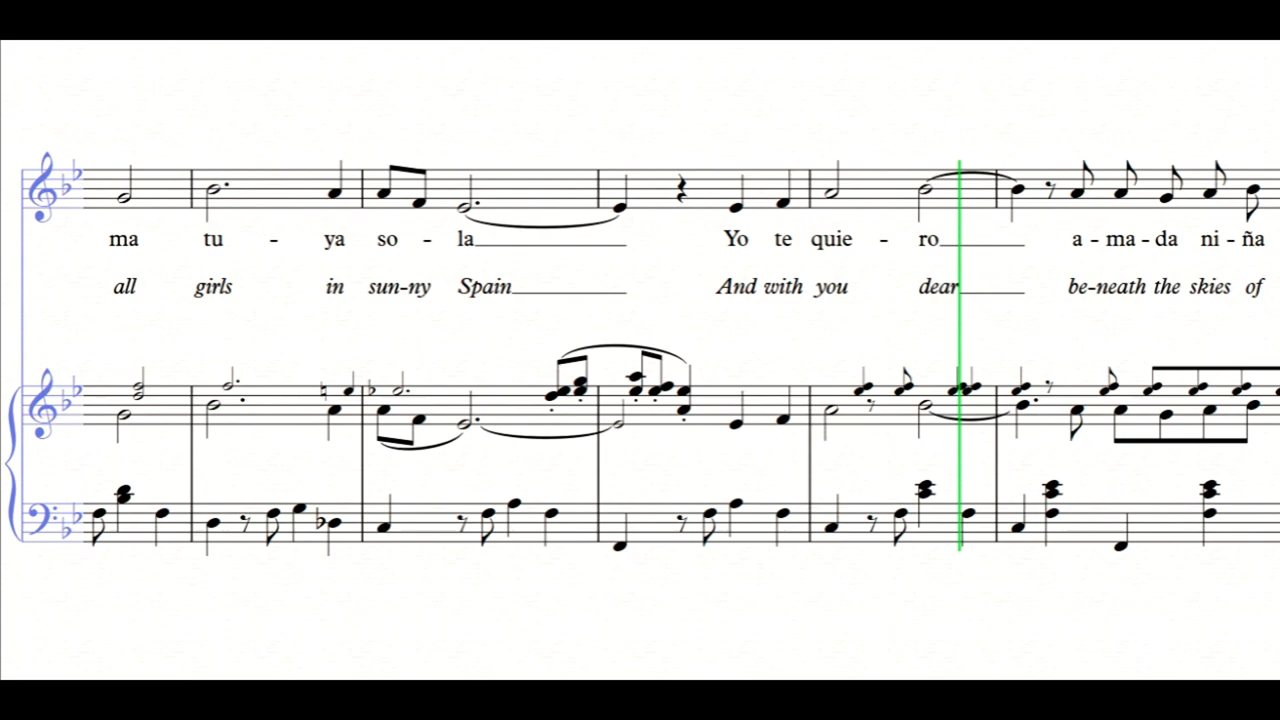 ma tu - ya so - la Yo te quie - ro a - ma - da ni - ña
all girls in sun-ny Spain And with you dear be-neath the skies of